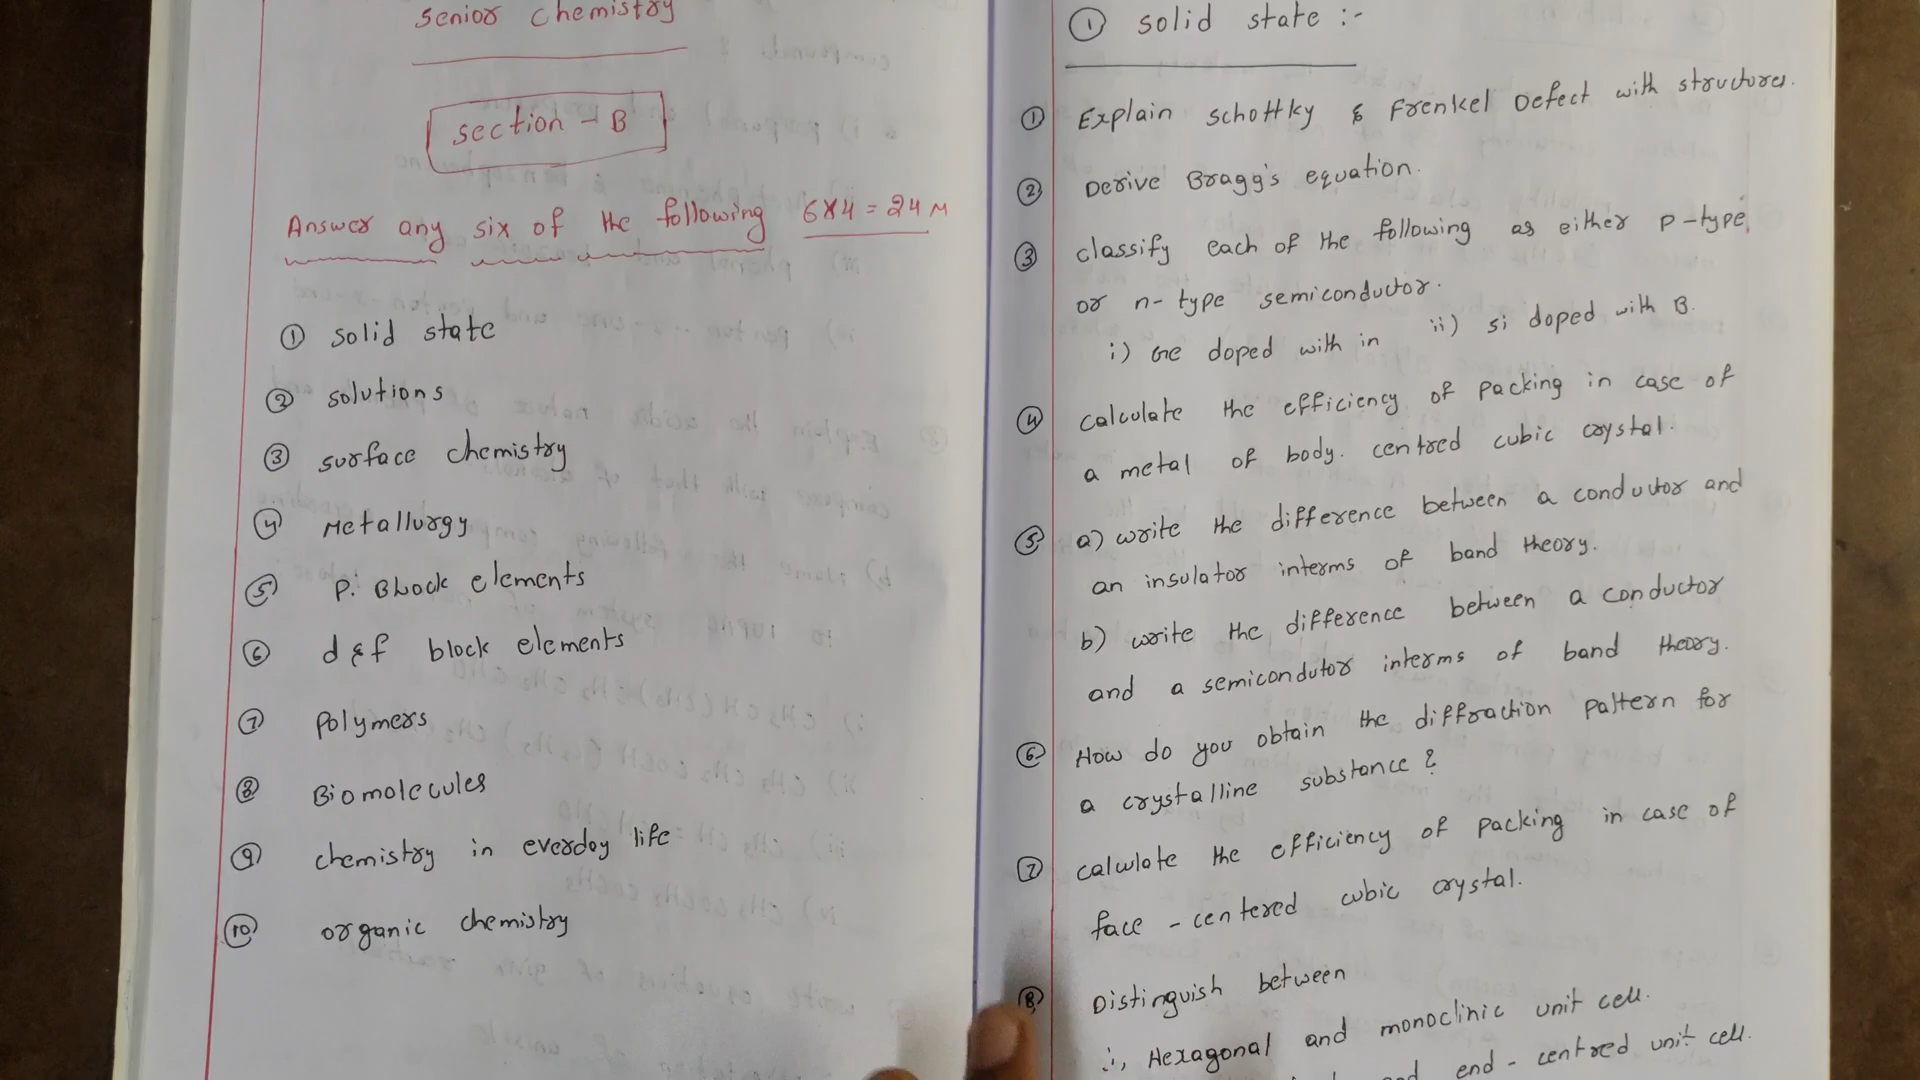 Senior Chemistry
section - B
Answer any six of the following 6x4 = 24 M
① solid state
② solutions
③ surface chemistry
④ Metallurgy
⑤ P. Block elements
⑥ d & f block elements
⑦ polymers
⑧ Biomolecules
⑨ chemistry in everday life
⑩ organic chemistry
① solid state :-
① Explain schottky & Frenkel Defect with structures.
② Derive Bragg's equation.
③ classify each of the following as either p-type
or n-type semiconductor.
i) Ge doped with in ii) si doped with B.
④ calculate the efficiency of packing in case of
a metal of body. centred cubic crystal.
⑤ a) write the difference between a conductor and
an insulator interms of band theory.
b) write the difference between a conductor
and a semicondutor interms of band theory.
⑥ How do you obtain the diffraction pattern for
a crystalline substance?
⑦ calculate the efficiency of packing in case of
face - centered cubic crystal.
⑧ Distinguish between
i, Hexagonal and monoclinic unit cell.
and end - centred unit cell.